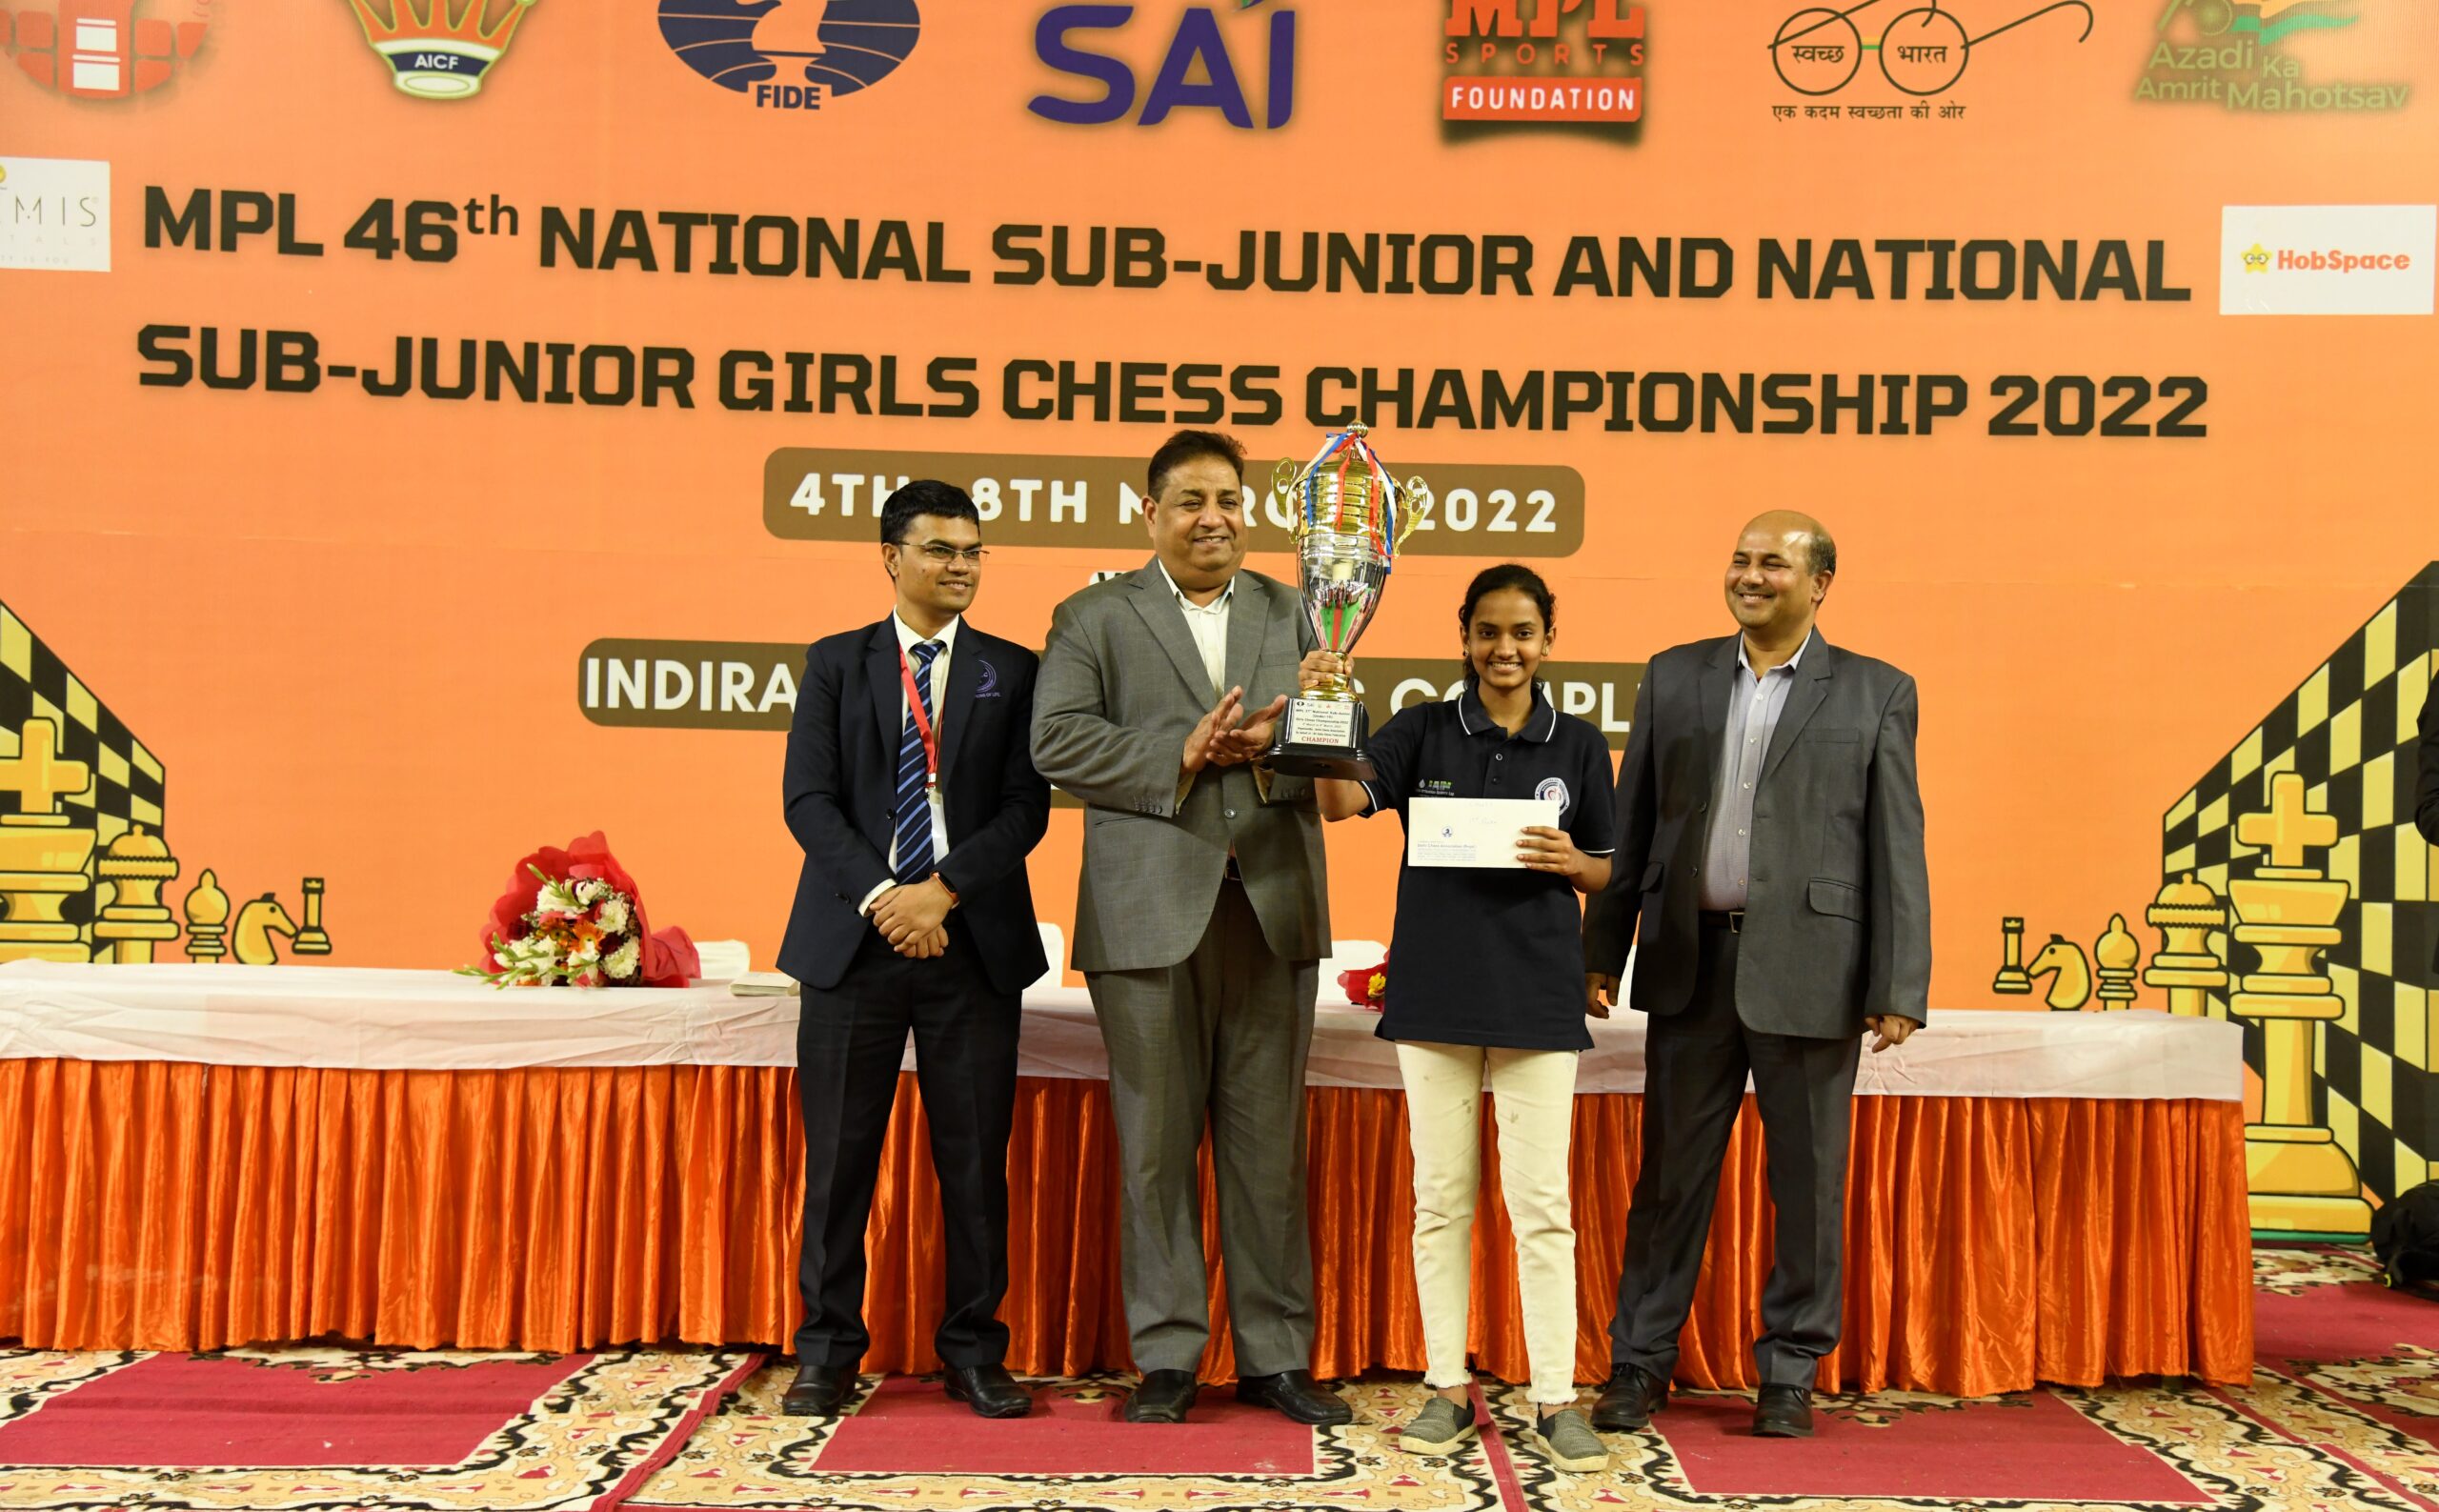 AICF
FIDE
SAI
MPL
SPORTS
FOUNDATION
स्वच्छ भारत
एक कदम स्वच्छता की ओर
Azadi Ka
Amrit Mahotsav
MPL 46th NATIONAL SUB-JUNIOR AND NATIONAL
SUB-JUNIOR GIRLS CHESS CHAMPIONSHIP 2022
HobSpace
4TH 8TH 2022
INDIRA
CHAMPION